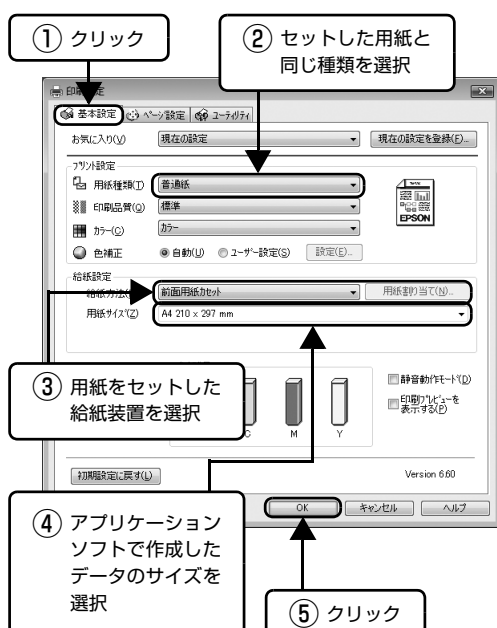 ① クリック
② セットした用紙と
同じ種類を選択
基本設定 ページ設定 ユーティリティ
お気に入り(V) 現在の設定 現在の設定を登録(F)...
プリント設定
用紙種類(T) 普通紙
印刷品質(Q) 標準
カラー(C) カラー
色補正 自動(U) ユーザー設定(S) 設定(E)...
EPSON
給紙設定
前面用紙カセット 用紙割り当て(N)...
用紙サイズ(Z) A4 210 x 297 mm
③ 用紙をセットした
給紙装置を選択
C M Y
静音動作モード(D)
印刷プレビューを
表示する(P)
初期設定に戻す(L) Version 6.60
④ アプリケーション
ソフトで作成した
データのサイズを
選択
OK キャンセル ヘルプ
⑤ クリック